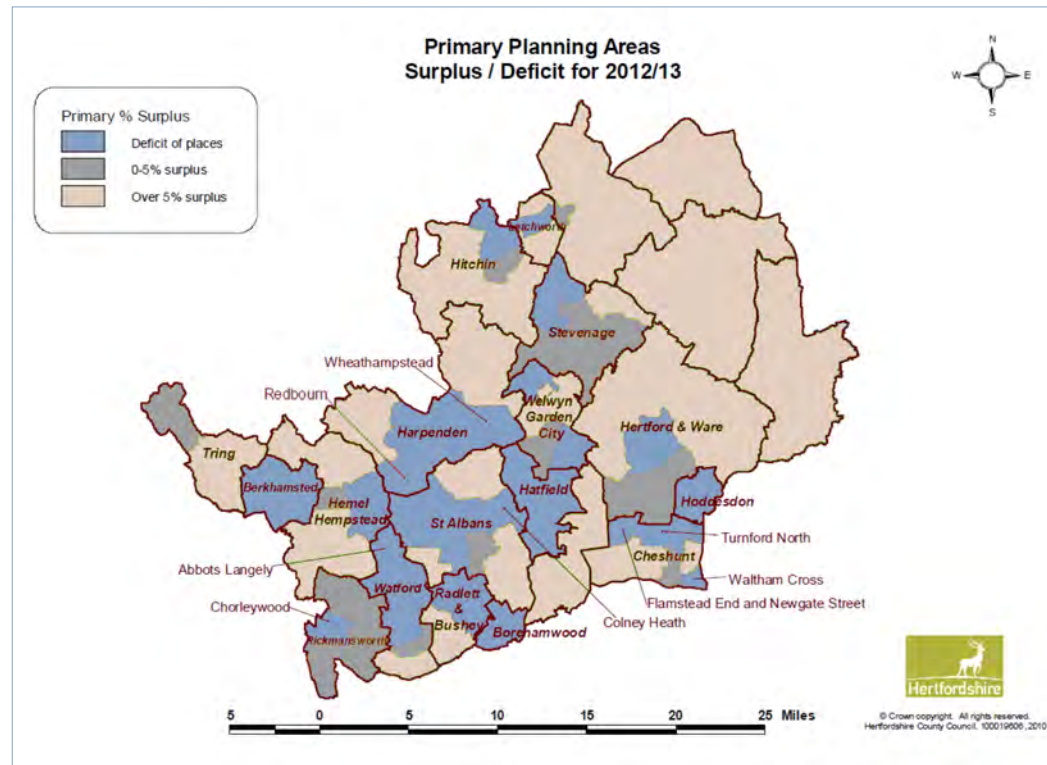 Primary Planning Areas
Surplus / Deficit for 2012/13
N
W
E
S
Primary % Surplus
Deficit of places
0-5% surplus
Over 5% surplus
Letchworth
Hitchin
Stevenage
Wheathampstead
Redbourn
Welwyn
Garden
City
Harpenden
Hertford & Ware
Tring
Berkhamsted
Hemel
Hempstead
Hatfield
Hoddesdon
St Albans
Turnford North
Cheshunt
Abbots Langely
Watford
Radlett
&
Bushey
Waltham Cross
Flamstead End and Newgate Street
Chorleywood
Colney Heath
Rickmansworth
Borehamwood
Hertfordshire
5 0 5 10 15 20 25 Miles
© Crown copyright. All rights reserved.
Hertfordshire County Council, 100019606, 2010